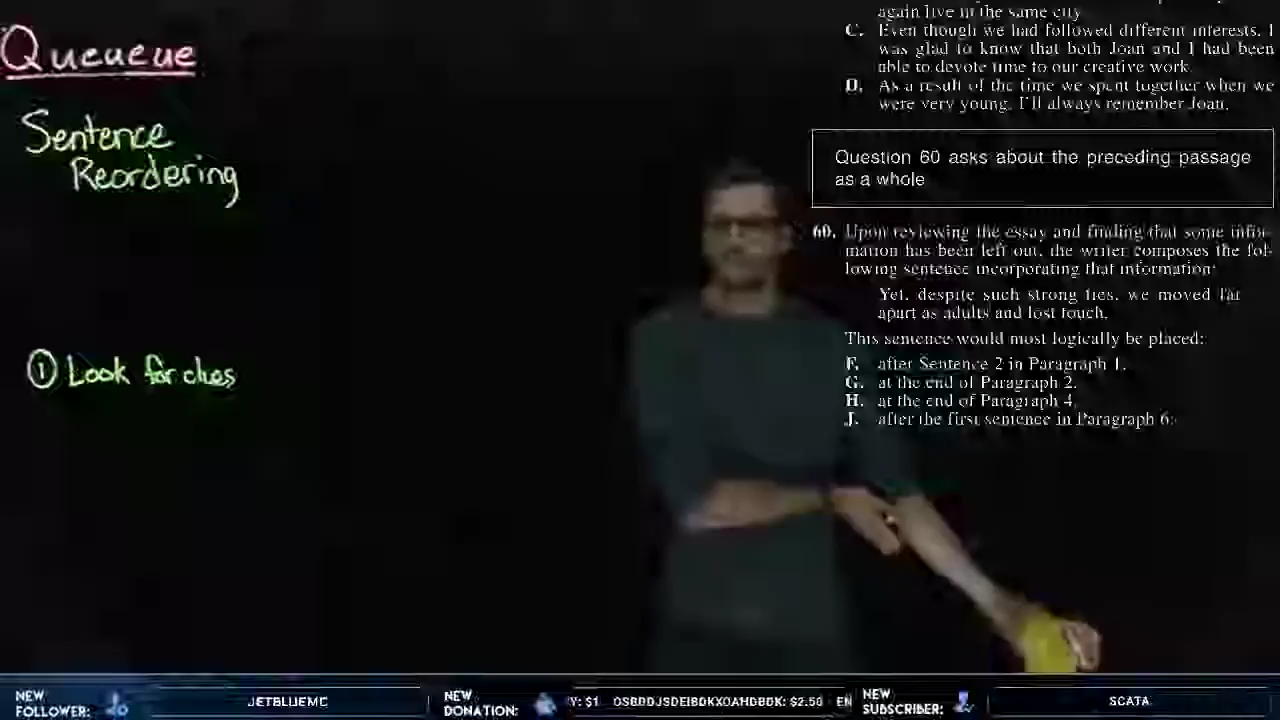 Queueue
Sentence
Reordering
① Look for clues
again live in the same city
C. Even though we had followed different interests, I
was glad to know that both Joan and I had been
able to devote time to our creative work.
D. As a result of the time we spent together when we
were very young, I'll always remember Joan.
Question 60 asks about the preceding passage
as a whole
60. Upon reviewing the essay and finding that some infor-
mation has been left out, the writer composes the fol-
lowing sentence incorporating that information:
Yet, despite such strong ties, we moved far
apart as adults and lost touch.
This sentence would most logically be placed:
F. after Sentence 2 in Paragraph 1.
G. at the end of Paragraph 2.
H. at the end of Paragraph 4.
J. after the first sentence in Paragraph 6.
NEW
FOLLOWER:
JETBLUEMC
NEW
DONATION:
Y: $1
$2.50
EN
NEW
SUBSCRIBER:
SCATA